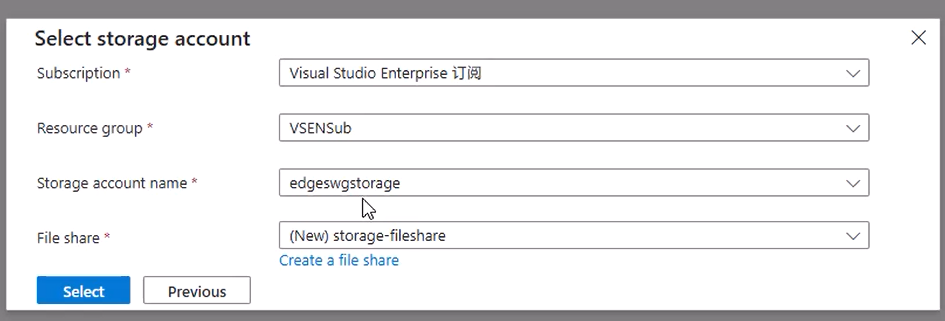 Select storage account
Subscription * Visual Studio Enterprise 订阅
Resource group * VSENSub
Storage account name * edgeswgstorage
File share * (New) storage-fileshare
Create a file share
Select Previous